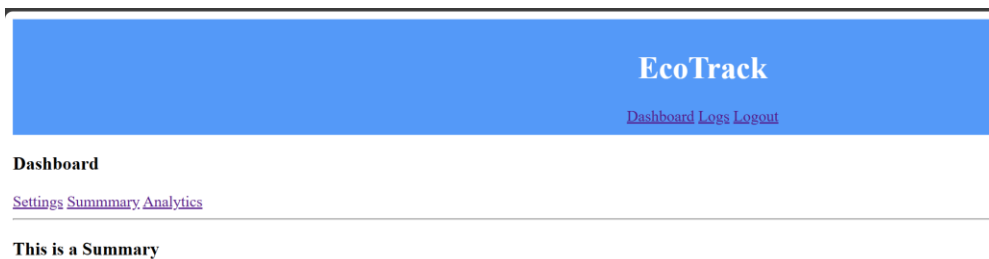 EcoTrack
Dashboard Logs Logout
Dashboard
Settings Summmary Analytics
This is a Summary